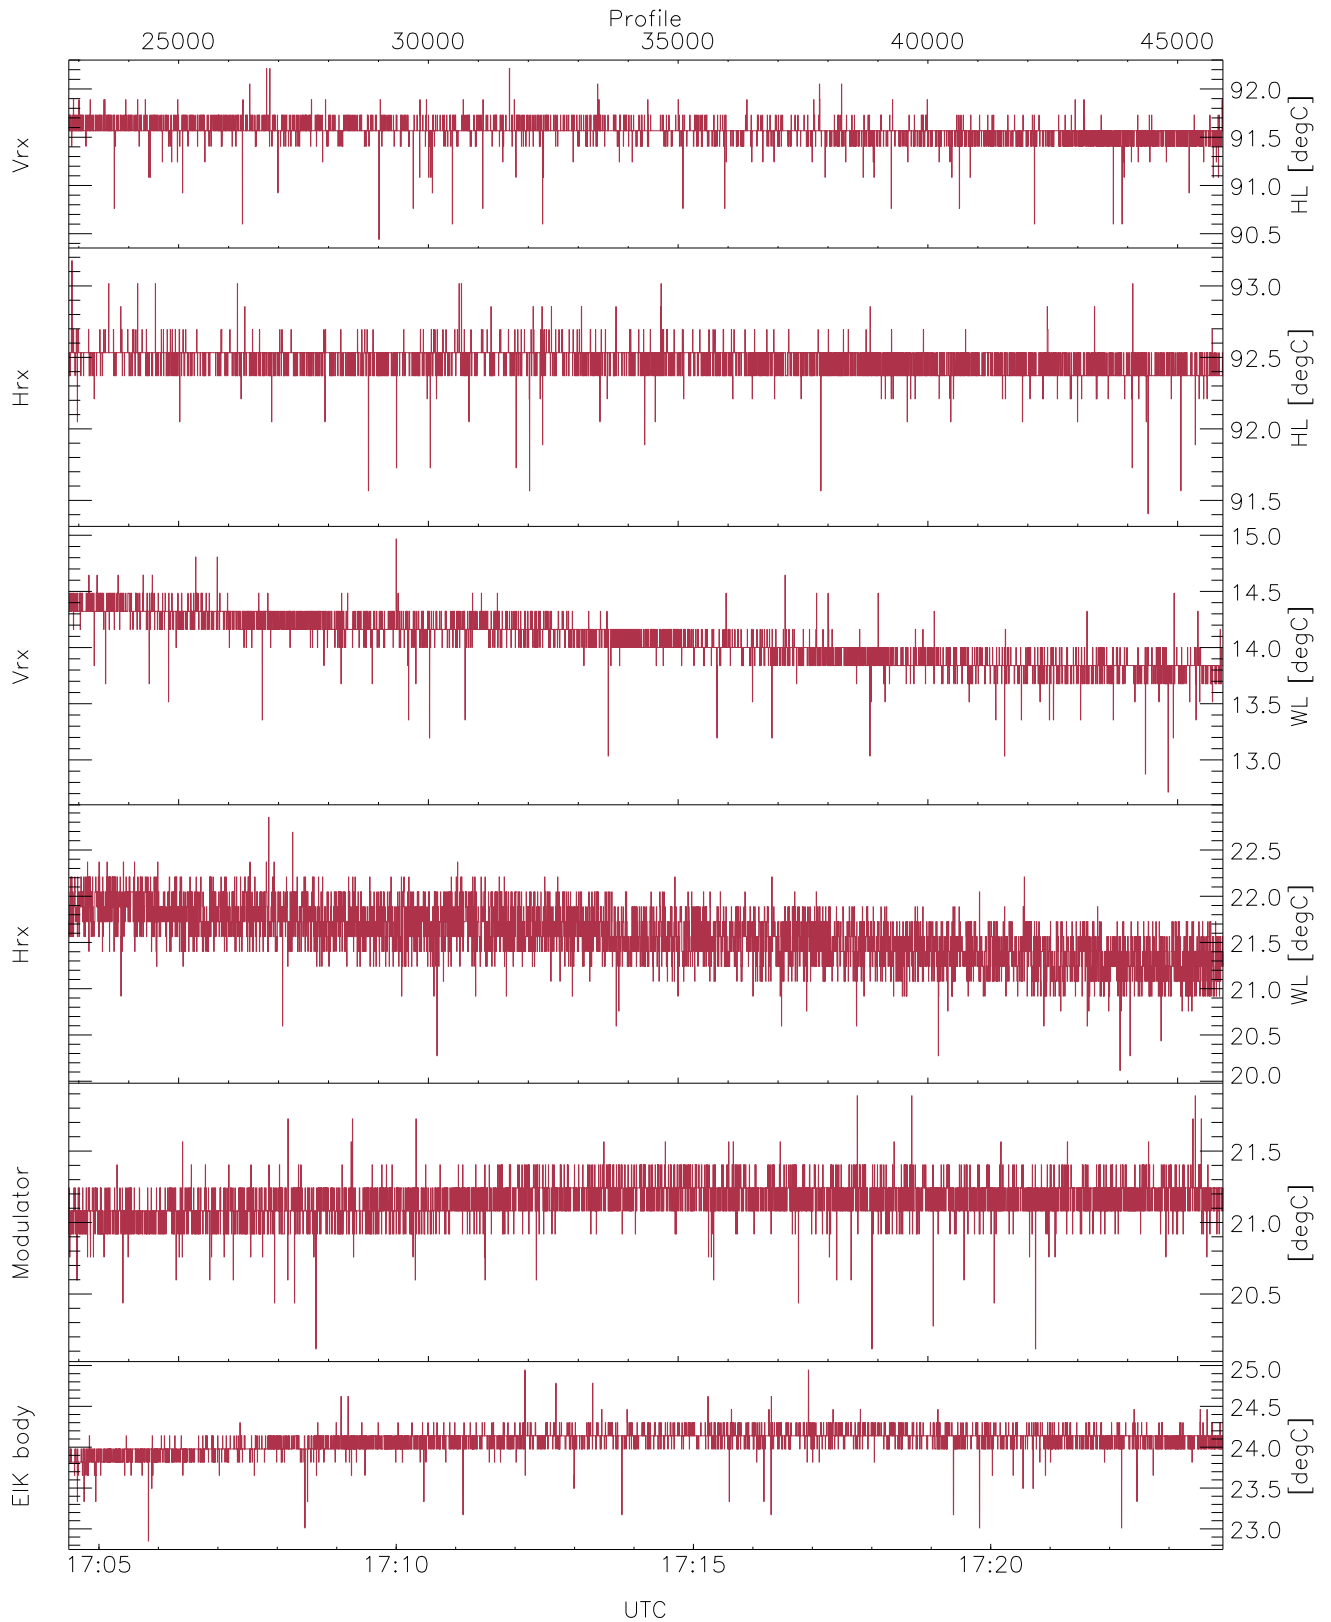 Profile
25000 30000 35000 40000 45000
Vrx
92.0
91.5
91.0
90.5
HL [degC]
Hrx
93.0
92.5
92.0
91.5
HL [degC]
Vrx
15.0
14.5
14.0
13.5
13.0
WL [degC]
Hrx
22.5
22.0
21.5
21.0
20.5
20.0
WL [degC]
Modulator
21.5
21.0
20.5
[degC]
EIK body
25.0
24.5
24.0
23.5
23.0
[degC]
17:05 17:10 17:15 17:20
UTC